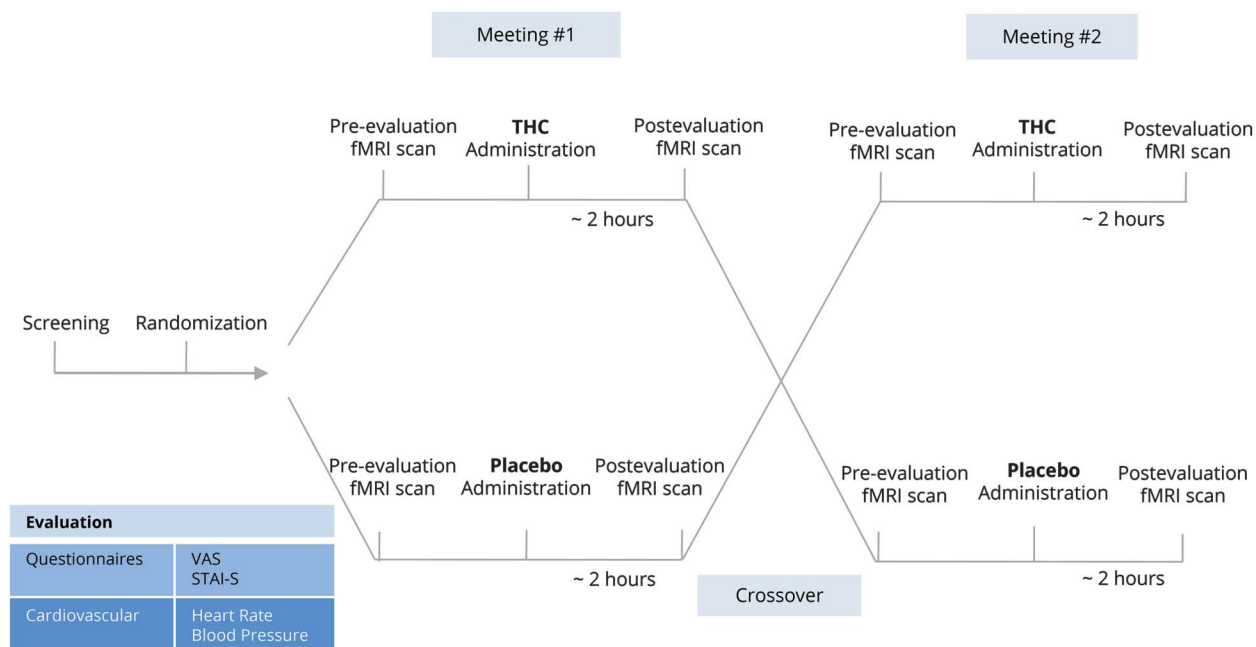 Meeting #1
Meeting #2
Pre-evaluation
fMRI scan
THC
Administration
Postevaluation
fMRI scan
~ 2 hours
Pre-evaluation
fMRI scan
THC
Administration
Postevaluation
fMRI scan
~ 2 hours
Screening
Randomization
Pre-evaluation
fMRI scan
Placebo
Administration
Postevaluation
fMRI scan
~ 2 hours
Crossover
Pre-evaluation
fMRI scan
Placebo
Administration
Postevaluation
fMRI scan
~ 2 hours
Evaluation
Questionnaires
VAS
STAI-S
Cardiovascular
Heart Rate
Blood Pressure